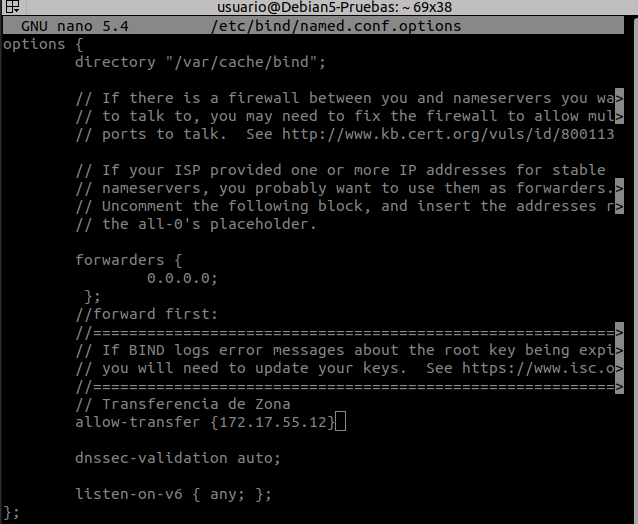 usuario@Debian5-Pruebas: ~ 69x38
GNU nano 5.4 /etc/bind/named.conf.options
options {
directory "/var/cache/bind";
// If there is a firewall between you and nameservers you wa>
// to talk to, you may need to fix the firewall to allow mul>
// ports to talk.  See http://www.kb.cert.org/vuls/id/800113
// If your ISP provided one or more IP addresses for stable
// nameservers, you probably want to use them as forwarders.>
// Uncomment the following block, and insert the addresses r>
// the all-0's placeholder.
forwarders {
0.0.0.0;
};
//forward first:
//==========================================================>
// If BIND logs error messages about the root key being expi>
// you will need to update your keys.  See https://www.isc.o>
//==========================================================>
// Transferencia de Zona
allow-transfer {172.17.55.12}
dnssec-validation auto;
listen-on-v6 { any; };
};